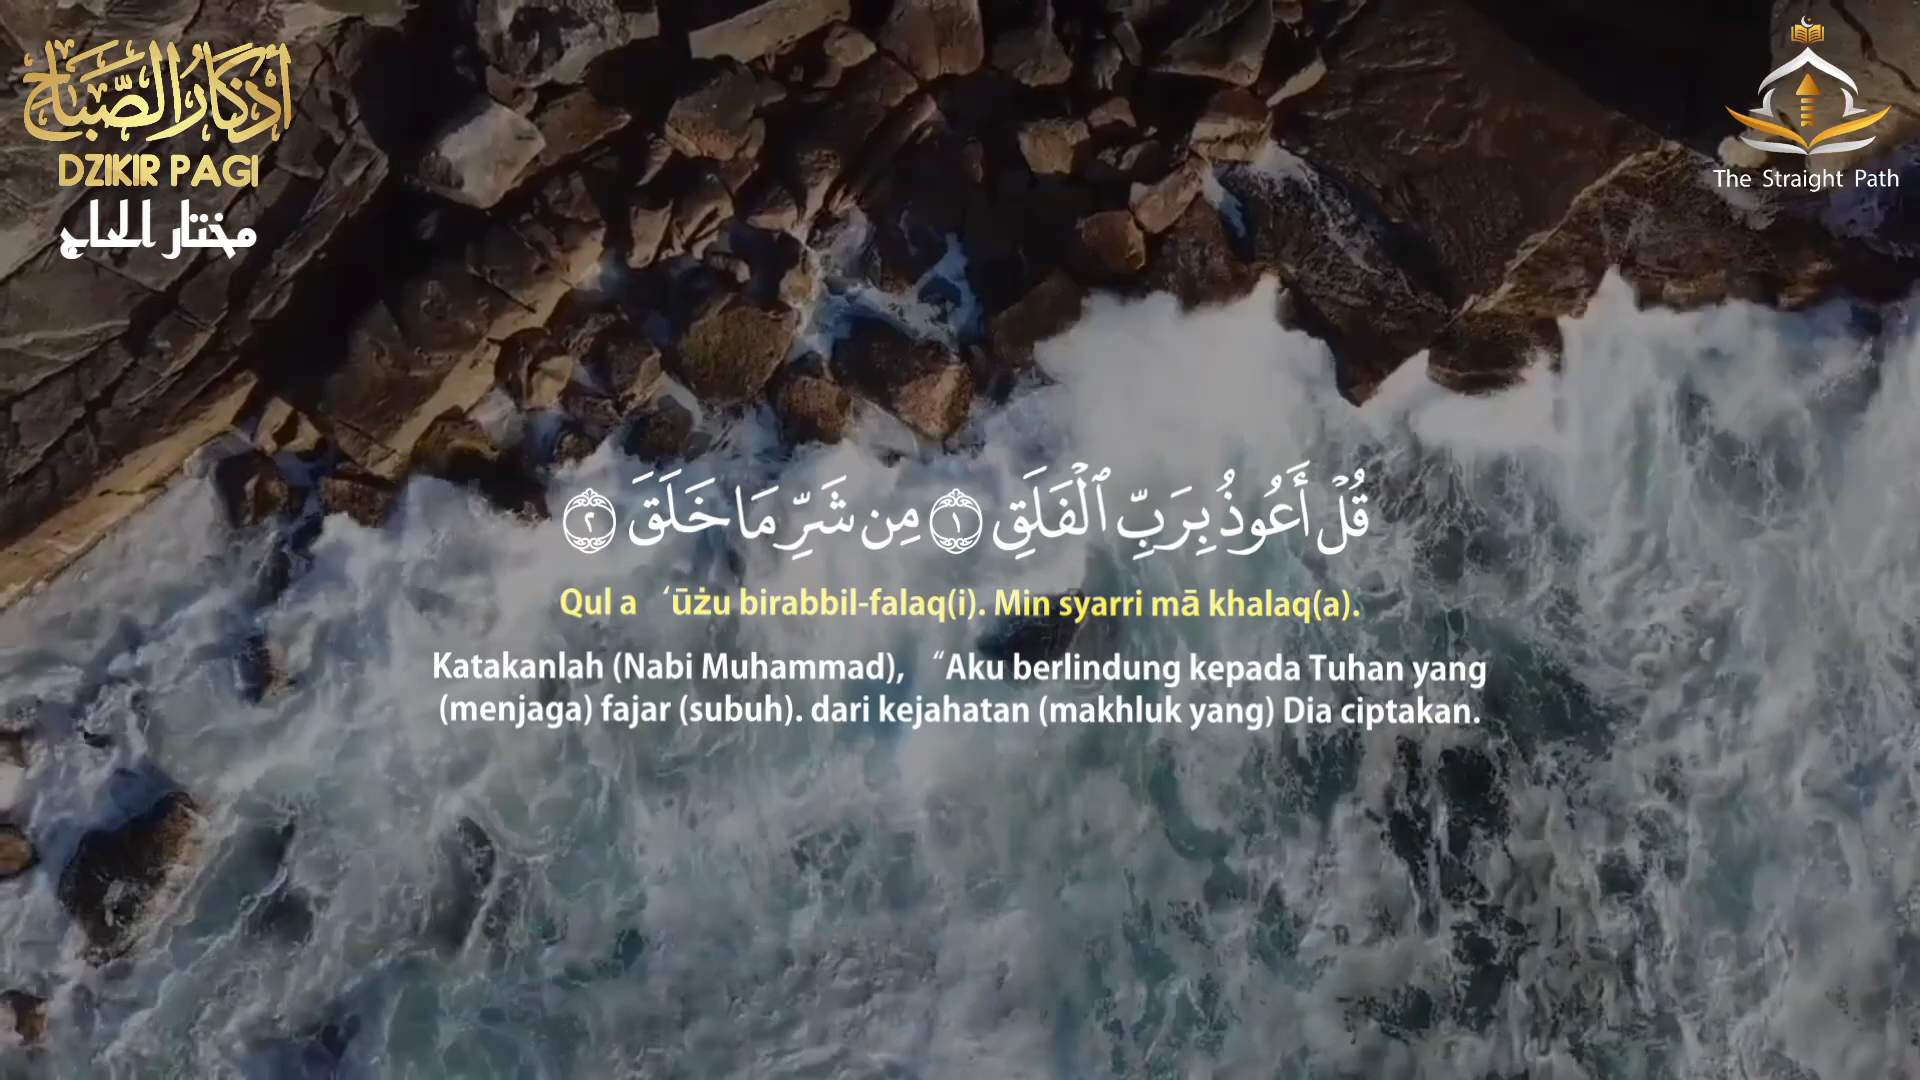 أذكار الصباح
DZIKIR PAGI
مختار الحاج
The Straight Path
قُلْ أَعُوذُ بِرَبِّ ٱلْفَلَقِ ١ مِن شَرِّ مَا خَلَقَ ٢
Qul a ‘ūżu birabbil-falaq(i). Min syarri mā khalaq(a).
Katakanlah (Nabi Muhammad), “Aku berlindung kepada Tuhan yang
(menjaga) fajar (subuh). dari kejahatan (makhluk yang) Dia ciptakan.